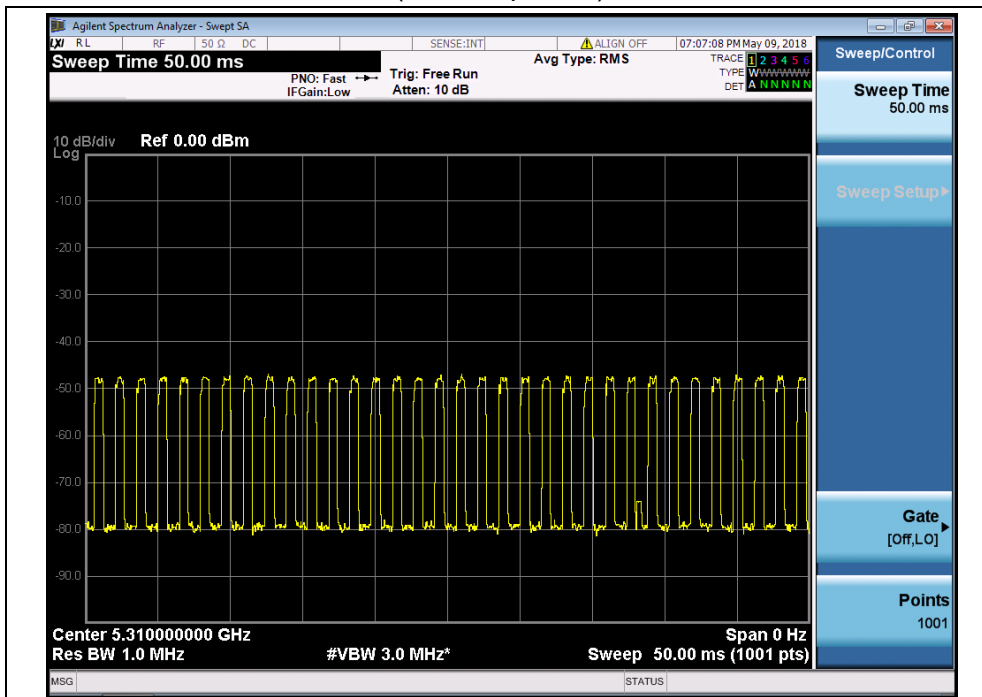 Agilent Spectrum Analyzer - Swept SA
LXI RL RF 50 Ω DC SENSE:INT ALIGN OFF 07:07:08 PM May 09, 2018
Sweep Time 50.00 ms
PNO: Fast
IFGain:Low
Trig: Free Run
Atten: 10 dB
Avg Type: RMS
TRACE 1 2 3 4 5 6
TYPE WWWWWW
DET A N N N N N
10 dB/div Ref 0.00 dBm
Log
-10.0
-20.0
-30.0
-40.0
-50.0
-60.0
-70.0
-80.0
-90.0
Center 5.310000000 GHz
Span 0 Hz
Res BW 1.0 MHz
#VBW 3.0 MHz*
Sweep 50.00 ms (1001 pts)
MSG
STATUS
Sweep/Control
Sweep Time
50.00 ms
Sweep Setup
Gate
[Off,LO]
Points
1001